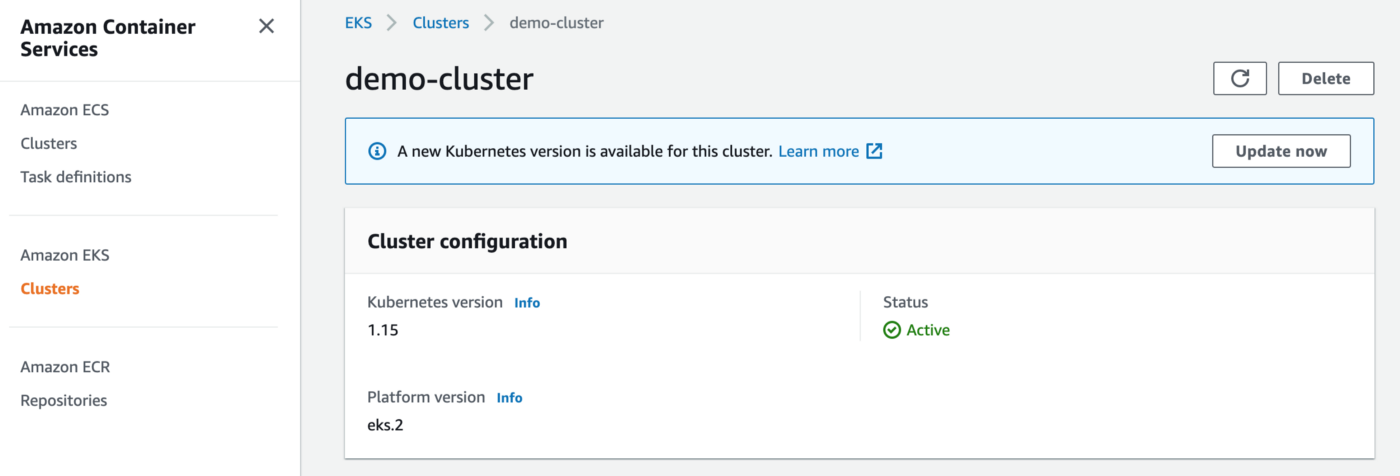 Amazon Container
Services
Amazon ECS
Clusters
Task definitions
Amazon EKS
Clusters
Amazon ECR
Repositories
EKS Clusters demo-cluster
demo-cluster
Delete
A new Kubernetes version is available for this cluster. Learn more
Update now
Cluster configuration
Kubernetes version Info
1.15
Status
Active
Platform version Info
eks.2